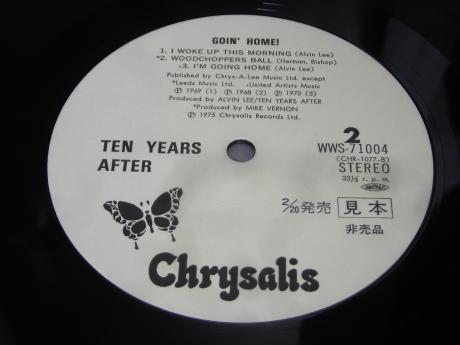 GOIN' HOME!
1. I WOKE UP THIS MORNING (Alvin Lee)
*2. WOODCHOPPERS BALL (Herman, Bishop)
•3. I'M GOING HOME (Alvin Lee)
Published by Chrys-A-Lee Music Ltd. except
*Leeds Music Ltd. •United Artists Music
Ⓟ 1969 (1) Ⓟ 1968 (2) Ⓟ 1970 (3)
Produced by ALVIN LEE/TEN YEARS AFTER
*Produced by MIKE VERNON
Ⓟ 1975 Chrysalis Records Ltd.
TEN YEARS
AFTER
2
WWS-71004
(CHR-1077-B)
STEREO
33⅓ r. p. m.
2/20発売 見本
非売品
Chrysalis